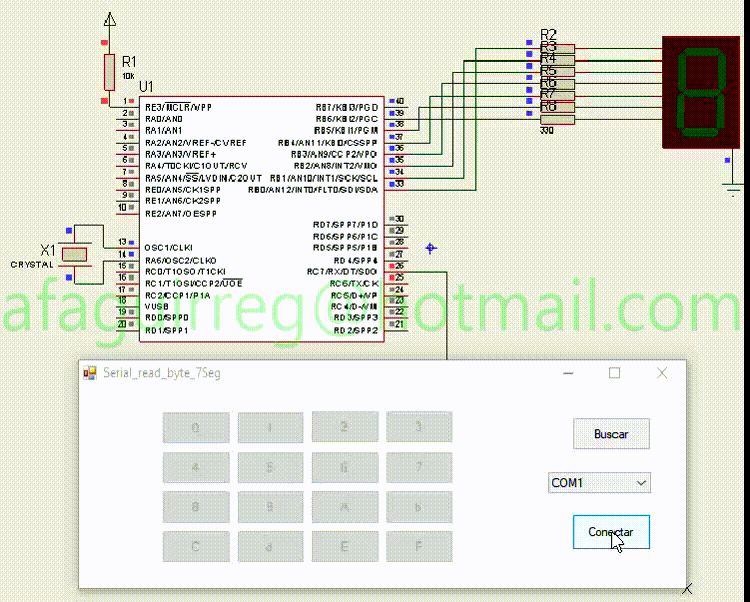 R1
10k
U1
R2
R3
R4
R5
R6
R7
R8
330
1 RE3/MCLR/VPP
2 RA0/AN0
3 RA1/AN1
4 RA2/AN2/VREF-/CVREF
5 RA3/AN3/VREF+
6 RA4/T0CKI/C1OUT/RCV
7 RA5/AN4/SS/LVDIN/C2OUT
8 RE0/AN5/CK1SPP
9 RE1/AN6/CK2SPP
10 RE2/AN7/OESPP
13 OSC1/CLKI
14 RA6/OSC2/CLKO
15 RC0/T1OSO/T1CKI
16 RC1/T1OSI/CCP2/UOE
17 RC2/CCP1/P1A
18 VUSB
19 RD0/SPP0
20 RD1/SPP1
RB7/KBI3/PGD 40
RB6/KBI2/PGC 39
RB5/KBI1/PGM 38
RB4/AN11/KBI0/CSSPP 37
RB3/AN9/CCP2/VPO 36
RB2/AN8/INT2/VMO 35
RB1/AN10/INT1/SCK/SCL 34
RB0/AN12/INT0/FLT0/SDI/SDA 33
RD7/SPP7/P1D 30
RD6/SPP6/P1C 29
RD5/SPP5/P1B 28
RD4/SPP4 27
RC7/RX/DT/SDO 26
RC6/TX/CK 25
RC5/D+/VP 24
RC4/D-/VM 23
RD3/SPP3 22
RD2/SPP2 21
X1
CRYSTAL
afaguirreg@hotmail.com
Serial_read_byte_7Seg
0 1 2 3
4 5 6 7
8 9 A b
C d E F
Buscar
COM1
Conectar